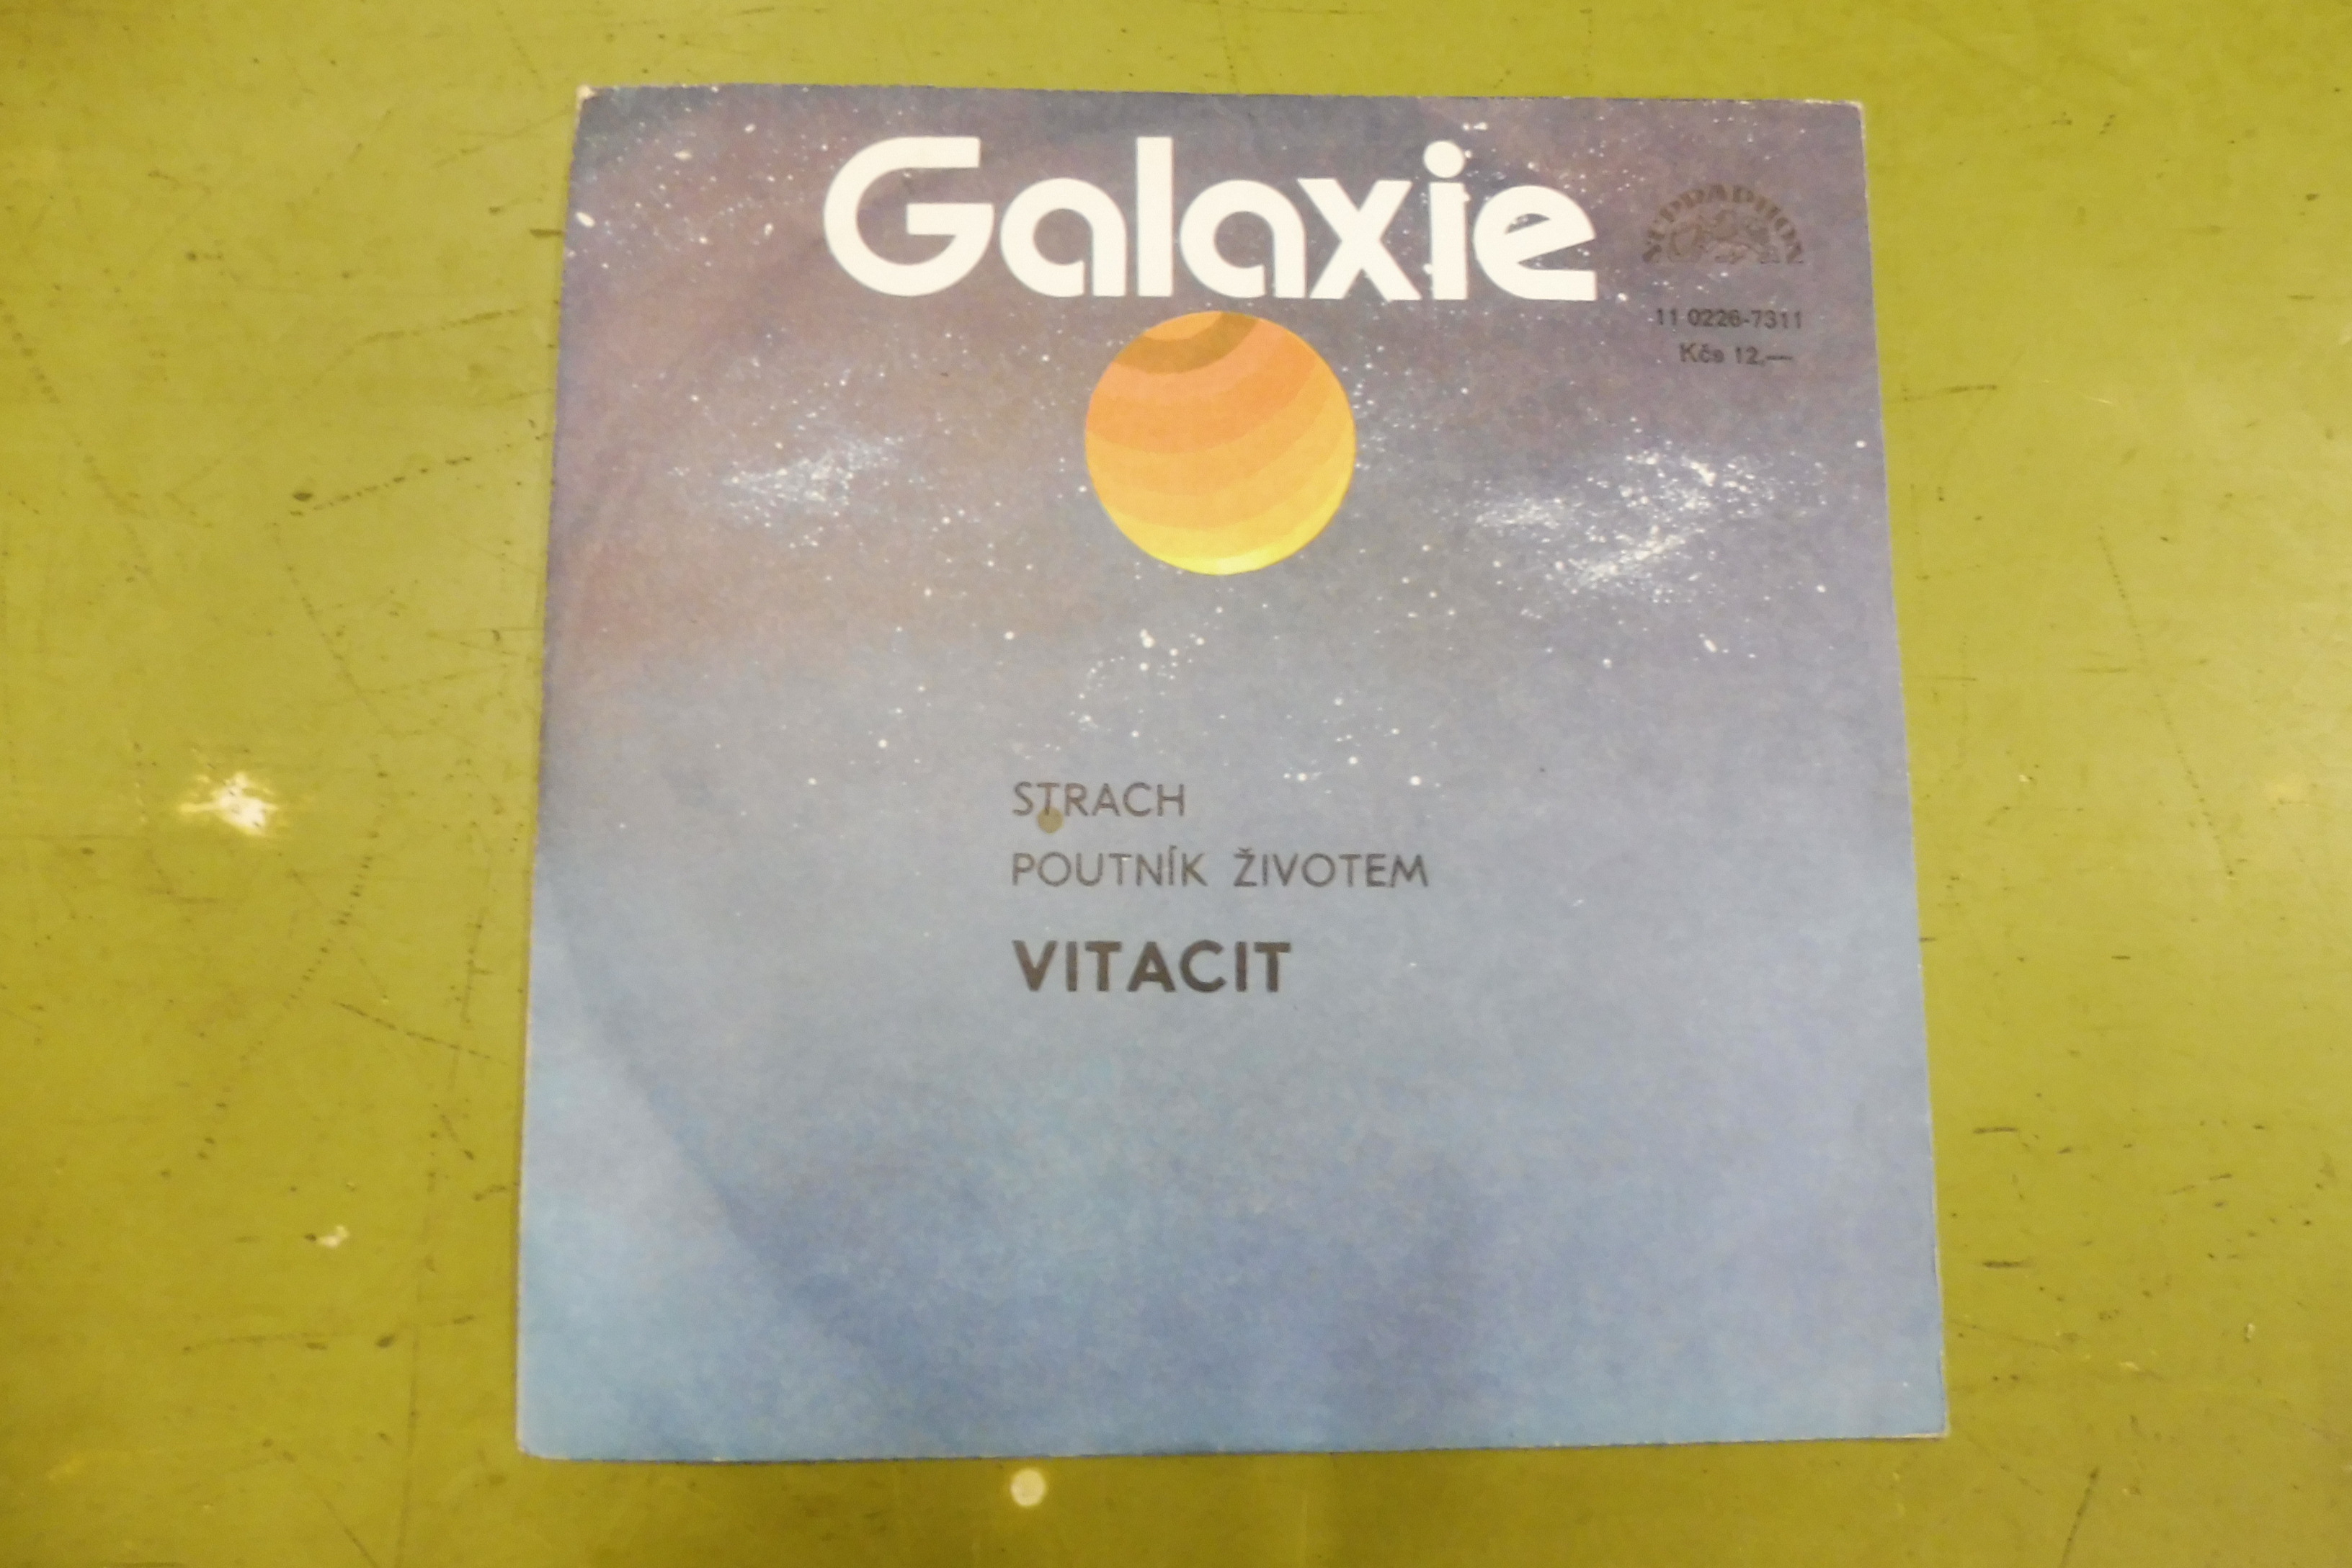 Galaxie
SUPRAPHON
11 0226-7311
Kčs 12,—
STRACH
POUTNÍK ŽIVOTEM
VITACIT